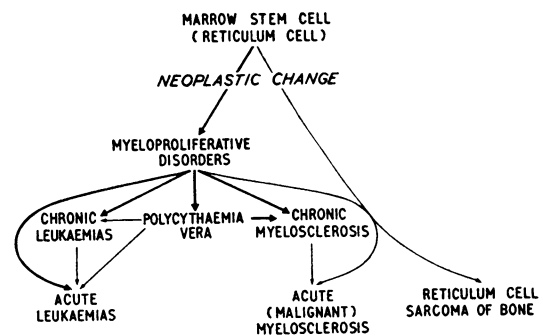 MARROW STEM CELL
(RETICULUM CELL)
NEOPLASTIC CHANGE
MYELOPROLIFERATIVE
DISORDERS
CHRONIC
LEUKAEMIAS
POLYCYTHAEMIA
VERA
CHRONIC
MYELOSCLEROSIS
ACUTE
LEUKAEMIAS
ACUTE
(MALIGNANT)
MYELOSCLEROSIS
RETICULUM CELL
SARCOMA OF BONE